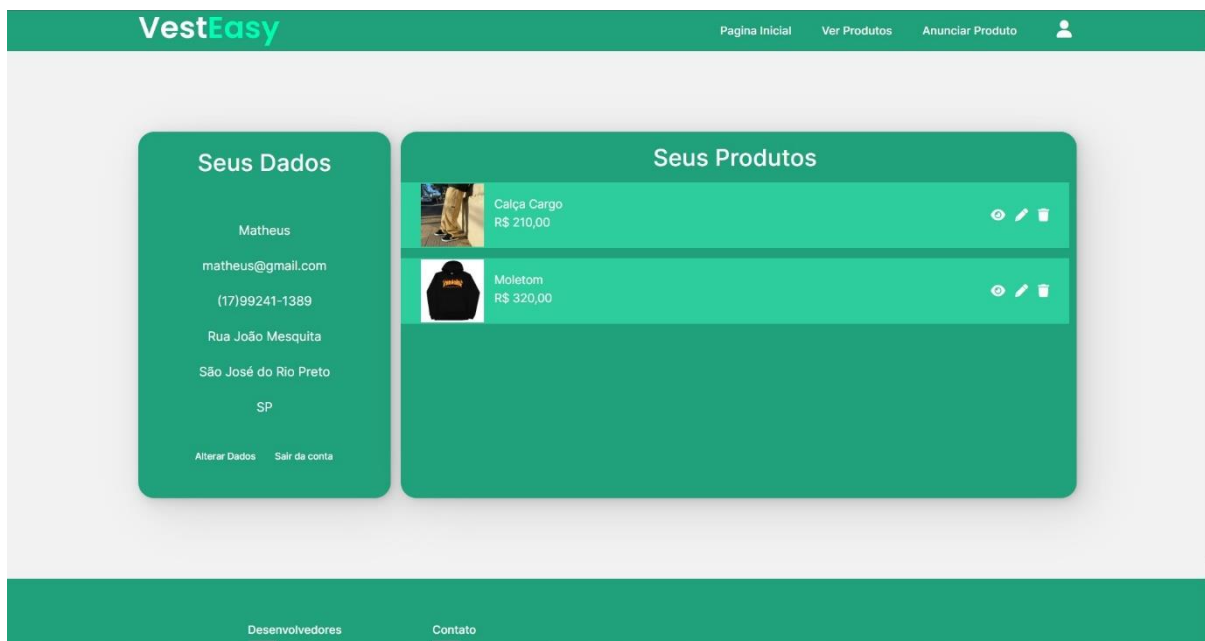 VestEasy
Pagina Inicial Ver Produtos Anunciar Produto
Seus Dados
Matheus
matheus@gmail.com
(17)99241-1389
Rua João Mesquita
São José do Rio Preto
SP
Alterar Dados Sair da conta
Seus Produtos
Calça Cargo
R$ 210,00
Moletom
R$ 320,00
Desenvolvedores Contato